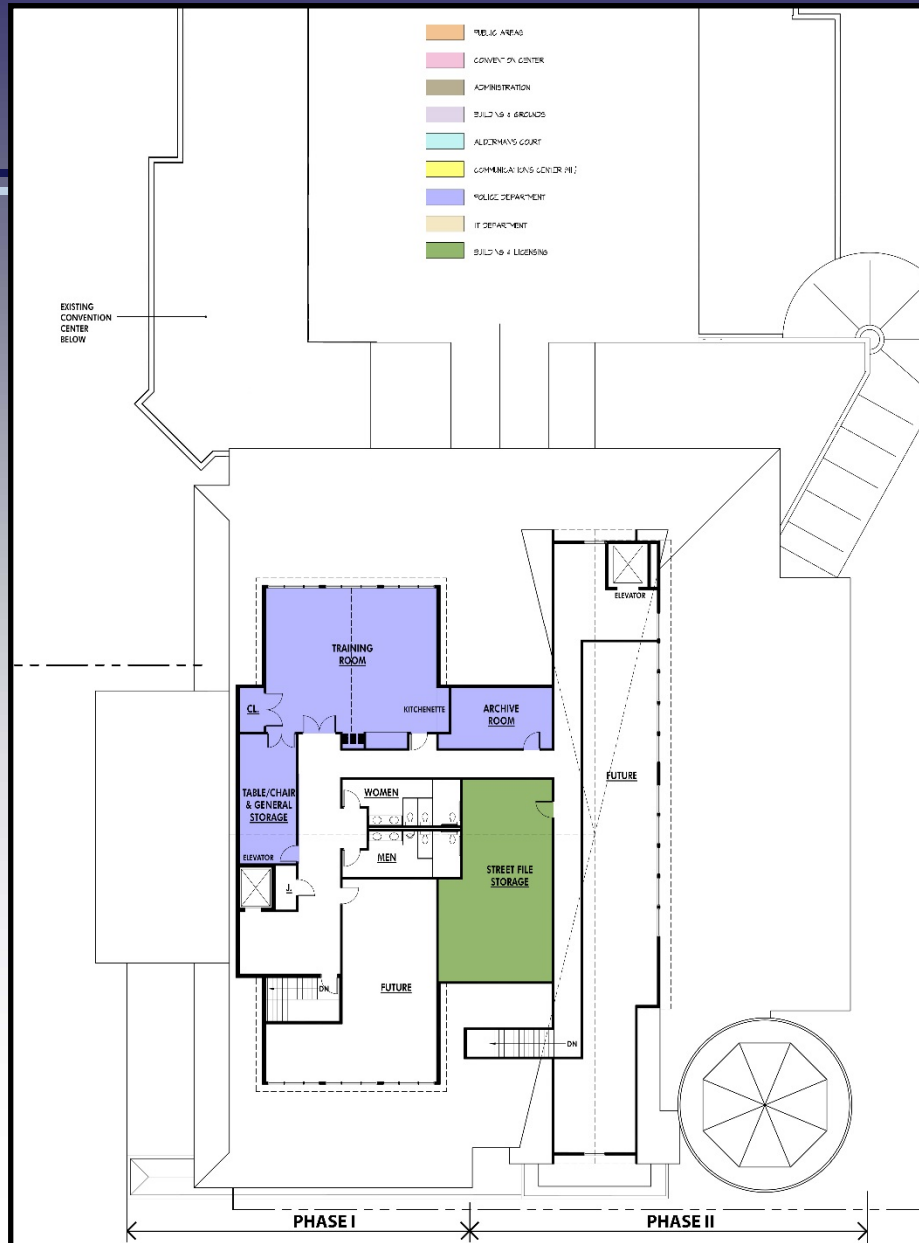 PUBLIC AREAS
CONVENTION CENTER
ADMINISTRATION
BUILDING & GROUNDS
ALDERMAN'S COURT
COMMUNICATIONS CENTER
POLICE DEPARTMENT
IT DEPARTMENT
BUILDING & LICENSING
EXISTING
CONVENTION
CENTER
BELOW
ELEVATOR
TRAINING
ROOM
CL.
KITCHENETTE
ARCHIVE
ROOM
FUTURE
TABLE/CHAIR
& GENERAL
STORAGE
WOMEN
MEN
ELEVATOR
J.
STREET FILE
STORAGE
DN
FUTURE
DN
PHASE I
PHASE II